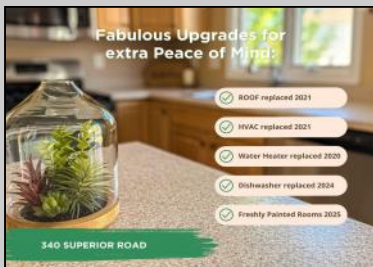 Fabulous Upgrades for
extra Peace of Mind:
ROOF replaced 2021
HVAC replaced 2021
Water Heater replaced 2020
Dishwasher replaced 2024
Freshly Painted Rooms 2025
340 SUPERIOR ROAD